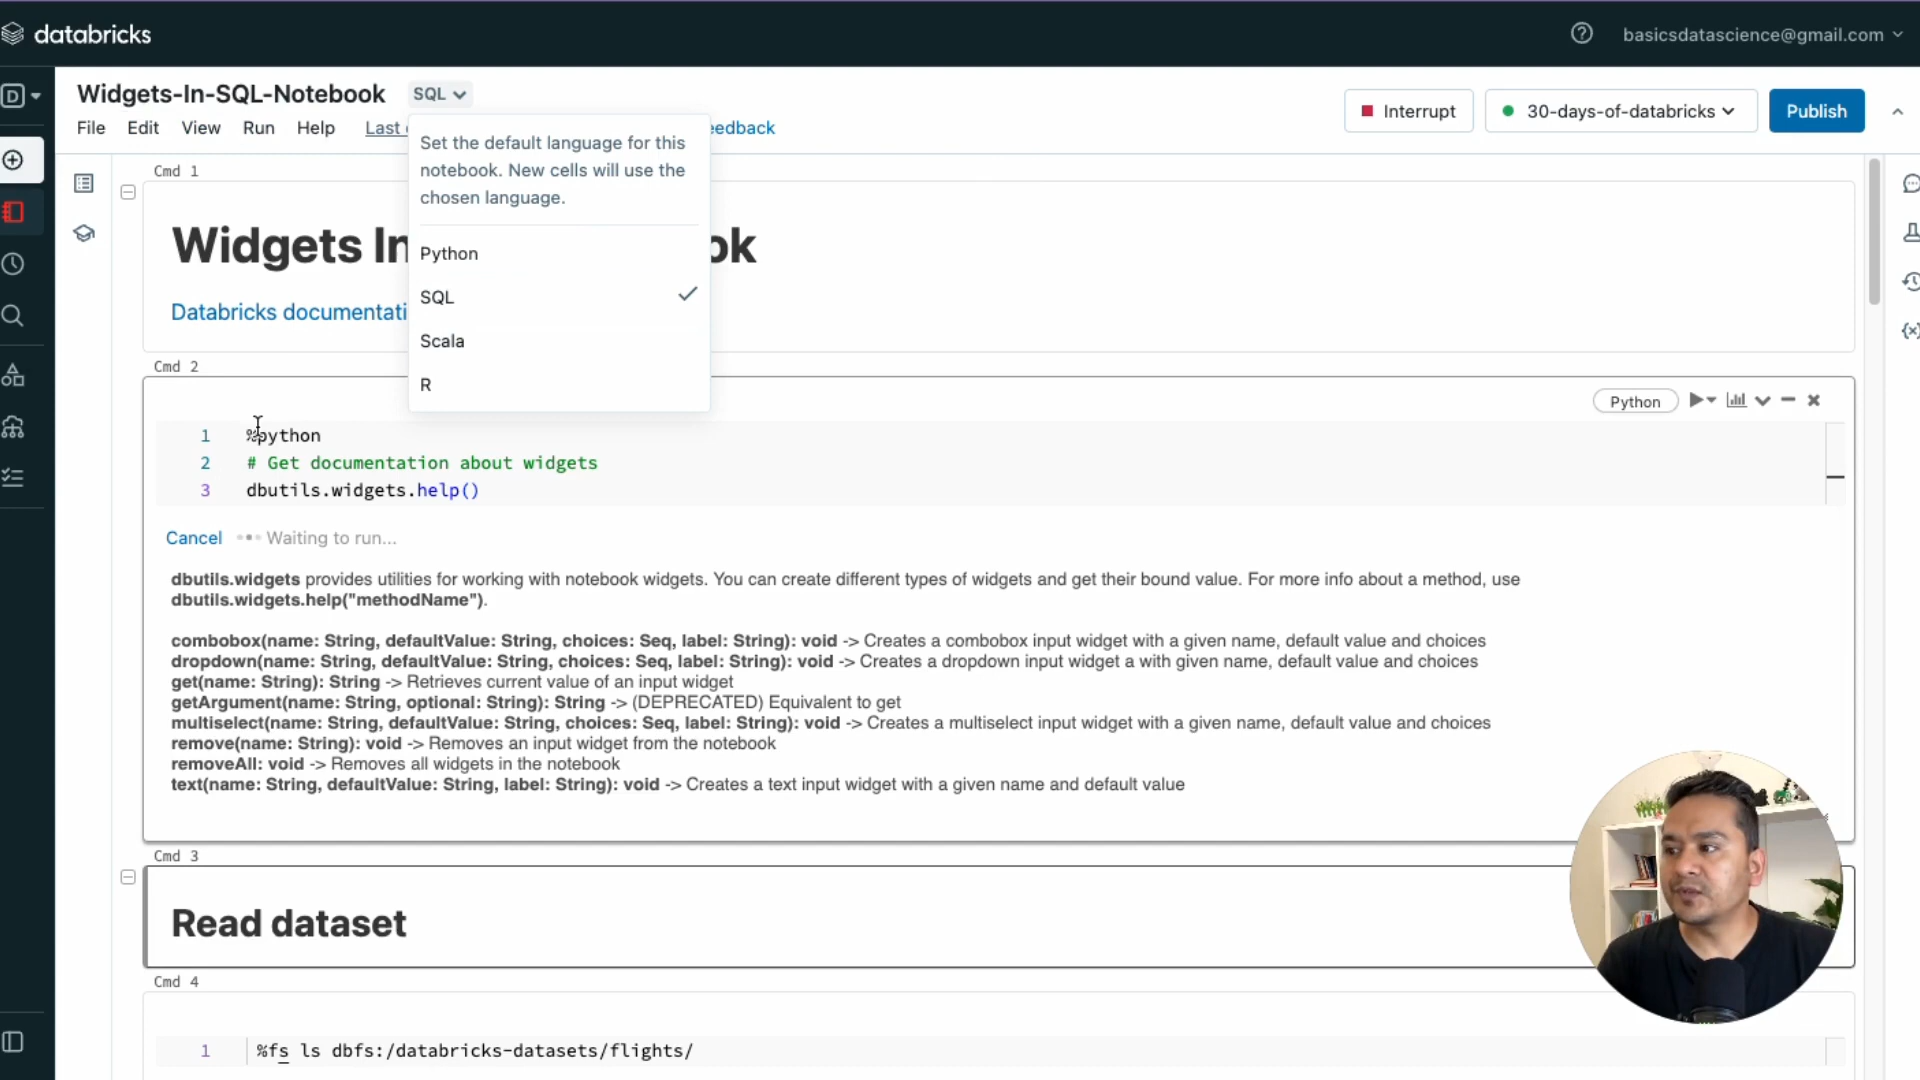 databricks
basicsdatascience@gmail.com
D
Widgets-In-SQL-Notebook SQL
File Edit View Run Help Last eedback
Interrupt 30-days-of-databricks Publish
Set the default language for this
notebook. New cells will use the
chosen language.
Python
SQL
Scala
R
Cmd 1
Widgets In ok
Databricks documentati
Cmd 2
Python
1 %python
2 # Get documentation about widgets
3 dbutils.widgets.help()
Cancel Waiting to run...
dbutils.widgets provides utilities for working with notebook widgets. You can create different types of widgets and get their bound value. For more info about a method, use
dbutils.widgets.help("methodName").
combobox(name: String, defaultValue: String, choices: Seq, label: String): void -> Creates a combobox input widget with a given name, default value and choices
dropdown(name: String, defaultValue: String, choices: Seq, label: String): void -> Creates a dropdown input widget a with given name, default value and choices
get(name: String): String -> Retrieves current value of an input widget
getArgument(name: String, optional: String): String -> (DEPRECATED) Equivalent to get
multiselect(name: String, defaultValue: String, choices: Seq, label: String): void -> Creates a multiselect input widget with a given name, default value and choices
remove(name: String): void -> Removes an input widget from the notebook
removeAll: void -> Removes all widgets in the notebook
text(name: String, defaultValue: String, label: String): void -> Creates a text input widget with a given name and default value
Cmd 3
Read dataset
Cmd 4
1 %fs ls dbfs:/databricks-datasets/flights/